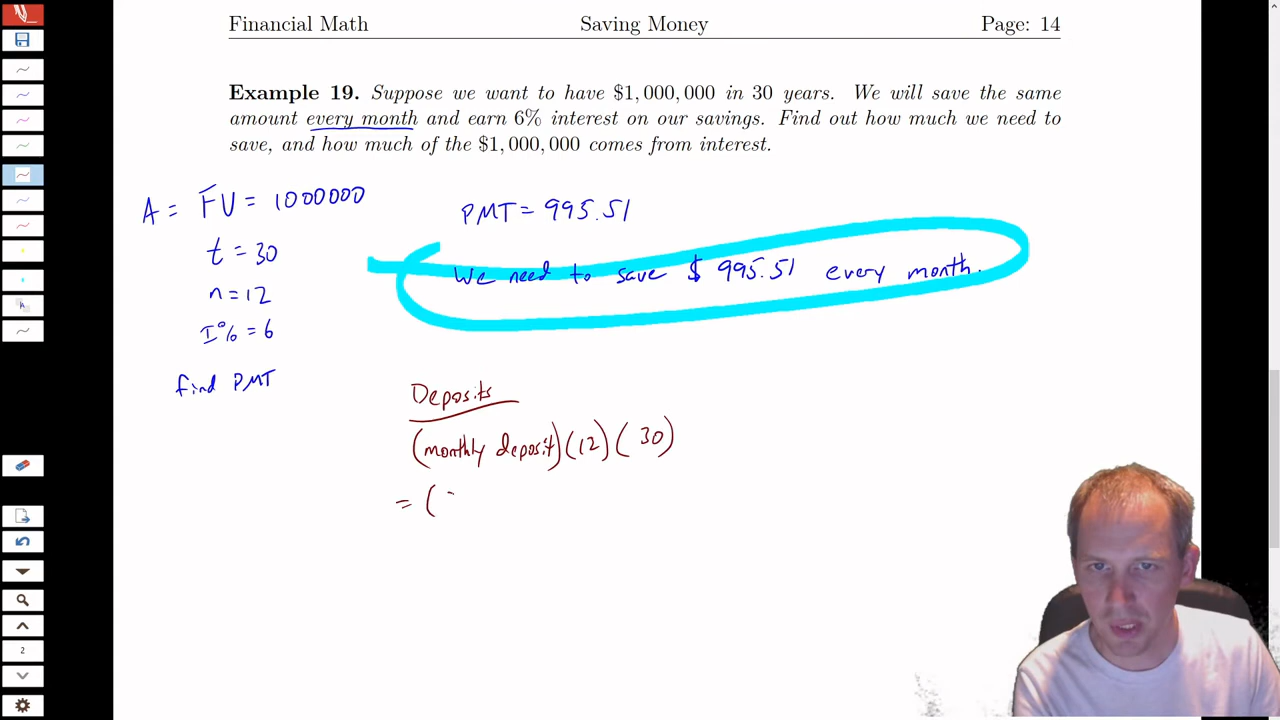 Financial Math Saving Money Page: 14
Example 19. Suppose we want to have $1,000,000 in 30 years. We will save the same
amount every month and earn 6% interest on our savings. Find out how much we need to
save, and how much of the $1,000,000 comes from interest.
A = FV = 1000000
t = 30
n = 12
I% = 6
find PMT
PMT = 995.51
We need to save $ 995.51 every month.
Deposits
(monthly deposit)(12)(30)
= (
2